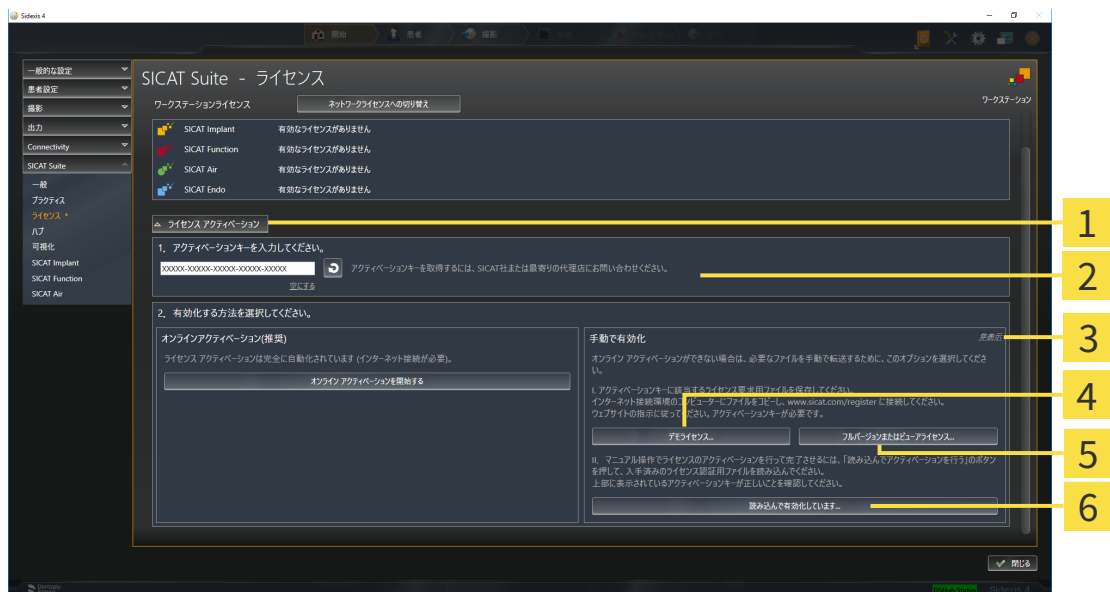 Sidexis 4
開始
患者
撮影
一般的な設定
患者設定
撮影
出力
Connectivity
SICAT Suite
一般
プラクティス
ライセンス *
ハブ
可視化
SICAT Implant
SICAT Function
SICAT Air
SICAT Suite - ライセンス
ワークステーションライセンス
ネットワークライセンスへの切り替え
ワークステーション
SICAT Implant 有効なライセンスがありません
SICAT Function 有効なライセンスがありません
SICAT Air 有効なライセンスがありません
SICAT Endo 有効なライセンスがありません
ライセンス アクティベーション
1
1. アクティベーションキーを入力してください。
XXXXX-XXXXX-XXXXX-XXXXX-XXXXX
アクティベーションキーを取得するには、SICAT社または最寄りの代理店にお問い合わせください。
2
空にする
2. 有効化する方法を選択してください。
オンラインアクティベーション(推奨)
ライセンス アクティベーションは完全に自動化されています (インターネット接続が必要)。
オンライン アクティベーションを開始する
手動で有効化
非表示
3
オンライン アクティベーションができない場合は、必要なファイルを手動で転送するために、このオプションを選択してくださ
い。
I. アクティベーションキーに該当するライセンス要求用ファイルを保存してください。
インターネット接続環境のコンピューターにファイルをコピーし、www.sicat.com/register に接続してください。
ウェブサイトの指示に従ってください。アクティベーションキーが必要です。
4
デモライセンス...
フルバージョンまたはビューアライセンス...
5
II. マニュアル操作でライセンスのアクティベーションを行って完了させるには、「読み込んでアクティベーションを行う」のボタン
を押して、入手済みのライセンス認証用ファイルを読み込んでください。
上部に表示されているアクティベーションキーが正しいことを確認してください。
読み込んで有効化しています...
6
閉じる
Dentsply
Sidexis 4